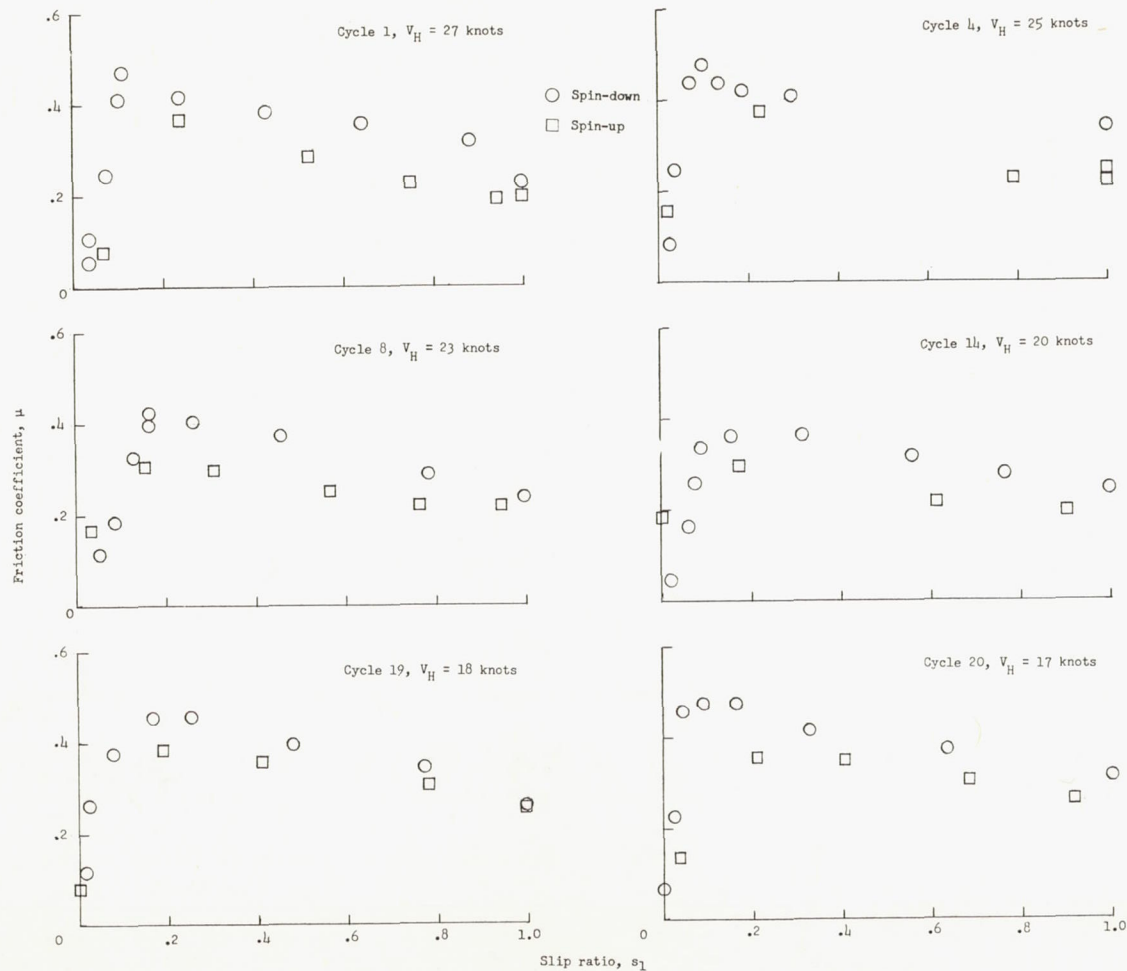 .6
Cycle 1, V_H = 27 knots
Cycle 4, V_H = 25 knots
○ Spin-down
□ Spin-up
.4
.2
0
.6
Cycle 8, V_H = 23 knots
Cycle 14, V_H = 20 knots
.4
.2
0
Friction coefficient, μ
.6
Cycle 19, V_H = 18 knots
Cycle 20, V_H = 17 knots
.4
.2
0 .2 .4 .6 .8 1.0
0 .2 .4 .6 .8 1.0
Slip ratio, s1